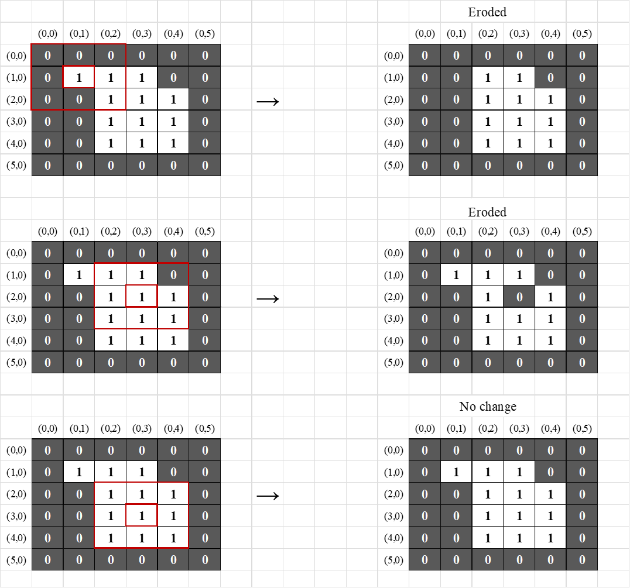 Eroded
(0,0) (0,1) (0,2) (0,3) (0,4) (0,5) (0,0) (0,1) (0,2) (0,3) (0,4) (0,5)
(0,0) 0 0 0 0 0 0 (0,0) 0 0 0 0 0 0
(1,0) 0 1 1 1 0 0 (1,0) 0 0 1 1 0 0
(2,0) 0 0 1 1 1 0 → (2,0) 0 0 1 1 1 0
(3,0) 0 0 1 1 1 0 (3,0) 0 0 1 1 1 0
(4,0) 0 0 1 1 1 0 (4,0) 0 0 1 1 1 0
(5,0) 0 0 0 0 0 0 (5,0) 0 0 0 0 0 0
Eroded
(0,0) (0,1) (0,2) (0,3) (0,4) (0,5) (0,0) (0,1) (0,2) (0,3) (0,4) (0,5)
(0,0) 0 0 0 0 0 0 (0,0) 0 0 0 0 0 0
(1,0) 0 1 1 1 0 0 (1,0) 0 1 1 1 0 0
(2,0) 0 0 1 1 1 0 → (2,0) 0 0 1 0 1 0
(3,0) 0 0 1 1 1 0 (3,0) 0 0 1 1 1 0
(4,0) 0 0 1 1 1 0 (4,0) 0 0 1 1 1 0
(5,0) 0 0 0 0 0 0 (5,0) 0 0 0 0 0 0
No change
(0,0) (0,1) (0,2) (0,3) (0,4) (0,5) (0,0) (0,1) (0,2) (0,3) (0,4) (0,5)
(0,0) 0 0 0 0 0 0 (0,0) 0 0 0 0 0 0
(1,0) 0 1 1 1 0 0 (1,0) 0 1 1 1 0 0
(2,0) 0 0 1 1 1 0 → (2,0) 0 0 1 1 1 0
(3,0) 0 0 1 1 1 0 (3,0) 0 0 1 1 1 0
(4,0) 0 0 1 1 1 0 (4,0) 0 0 1 1 1 0
(5,0) 0 0 0 0 0 0 (5,0) 0 0 0 0 0 0